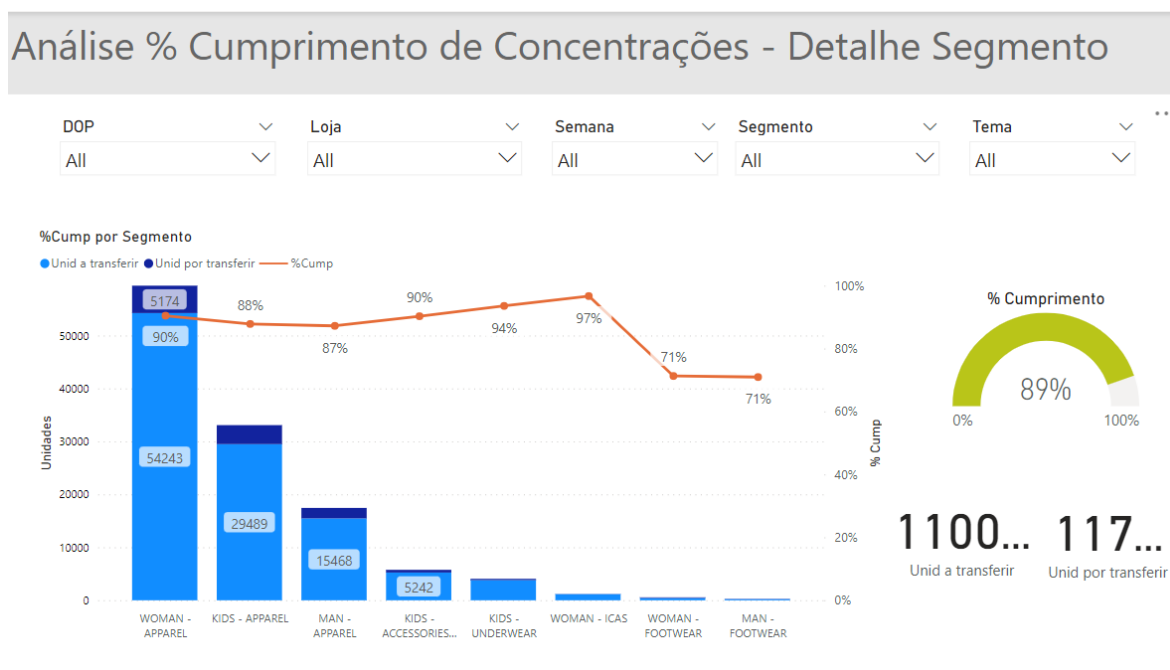 Análise % Cumprimento de Concentrações - Detalhe Segmento
DOP
All
Loja
All
Semana
All
Segmento
All
Tema
All
%Cump por Segmento
Unid a transferir Unid por transferir %Cump
Unidades
50000
40000
30000
20000
10000
0
5174
90%
54243
88%
29489
87%
15468
90%
5242
94%
97%
71%
71%
100%
80%
60%
40%
20%
0%
% Cump
WOMAN -
APPAREL
KIDS - APPAREL
MAN -
APPAREL
KIDS -
ACCESSORIES...
KIDS -
UNDERWEAR
WOMAN - ICAS
WOMAN -
FOOTWEAR
MAN -
FOOTWEAR
% Cumprimento
89%
0%
100%
1100...
Unid a transferir
117...
Unid por transferir